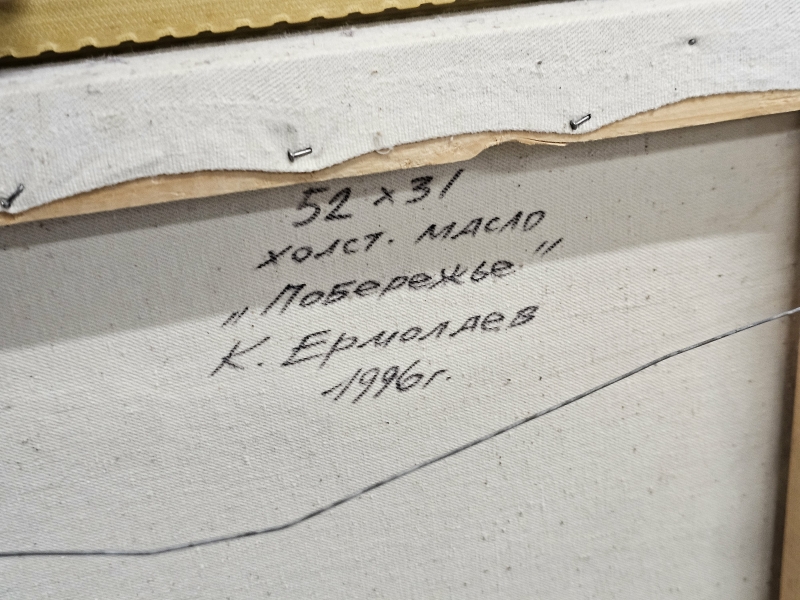 52 x 31
холст. масло
„Побережье"
К. Ермолаев
1996г.